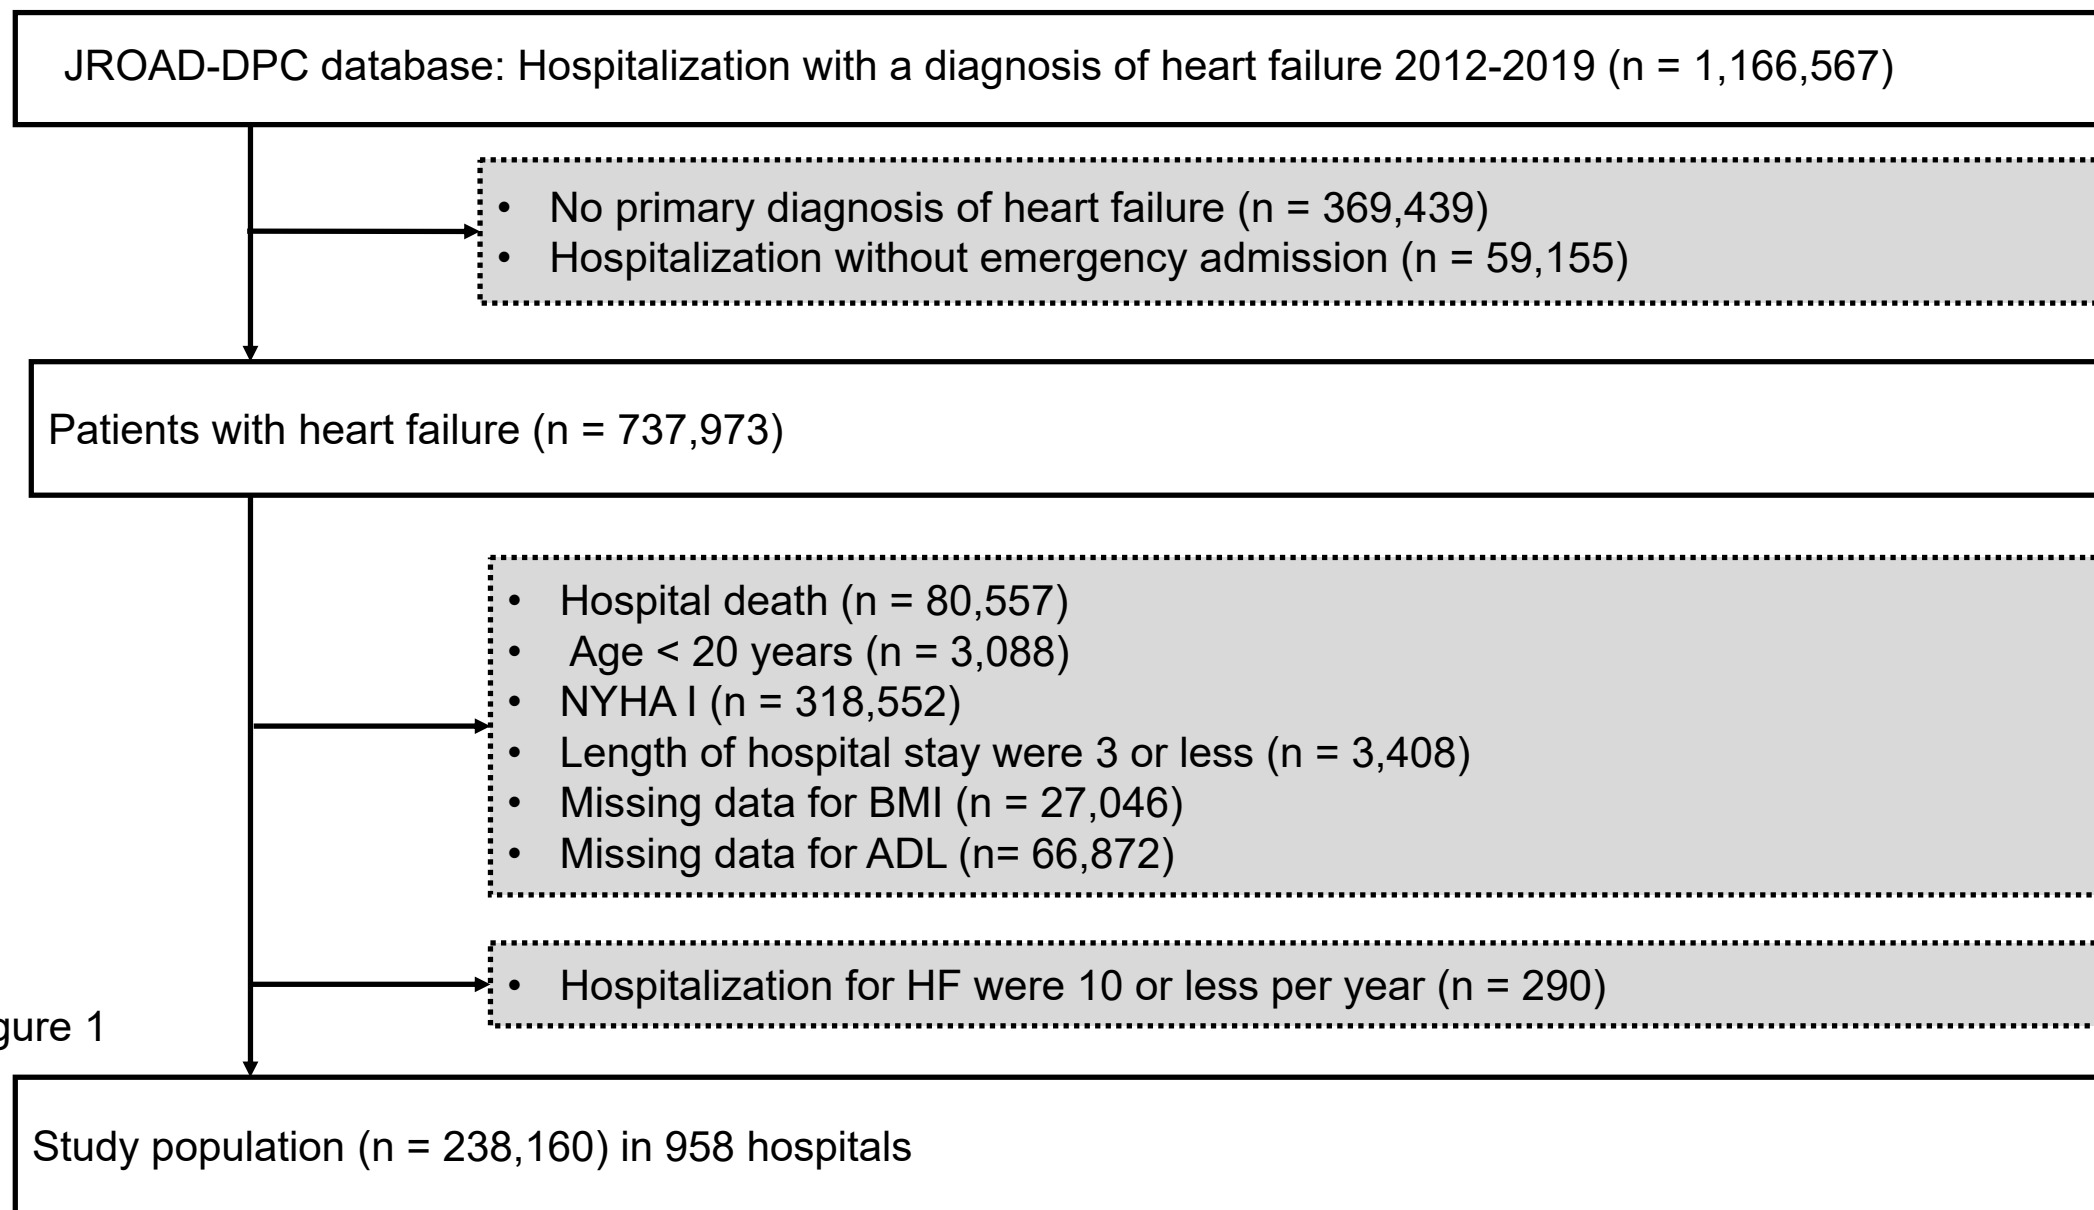 JROAD-DPC database: Hospitalization with a diagnosis of heart failure 2012-2019 (n = 1,166,567)
• No primary diagnosis of heart failure (n = 369,439)
• Hospitalization without emergency admission (n = 59,155)
Patients with heart failure (n = 737,973)
• Hospital death (n = 80,557)
• Age < 20 years (n = 3,088)
• NYHA I (n = 318,552)
• Length of hospital stay were 3 or less (n = 3,408)
• Missing data for BMI (n = 27,046)
• Missing data for ADL (n= 66,872)
• Hospitalization for HF were 10 or less per year (n = 290)
gure 1
Study population (n = 238,160) in 958 hospitals